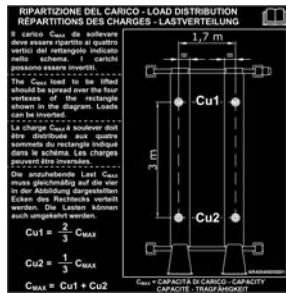 RIPARTIZIONE DEL CARICO - LOAD DISTRIBUTION
RÉPARTITIONS DES CHARGES - LASTVERTEILUNG
Il carico CMAX da sollevare
deve essere ripartito ai quattro
vertici del rettangolo indicato
nello schema. I carichi
possono essere invertiti.
The CMAX load to be lifted
should be spread over the four
vertexes of the rectangle
shown in the diagram. Loads
can be inverted.
La charge CMAX à soulever doit
être distribuée aux quatre
sommets du rectangle indiqué
dans le schéma. Les charges
peuvent être inversées.
Die anzuhebende Last CMAX
muss gleichmäßig auf die vier
in der Abbildung dargestellten
Ecken des Rechtecks verteilt
werden. Die Lasten können
auch umgekehrt werden.
Cu1 = 2/3 CMAX
Cu2 = 1/3 CMAX
CMAX = Cu1 + Cu2
1,7 m
= =
Cu1
3 m
Cu2
CMAX = CAPACITÀ DI CARICO - CAPACITY
CAPACITÉ - TRAGFÄHIGKEIT